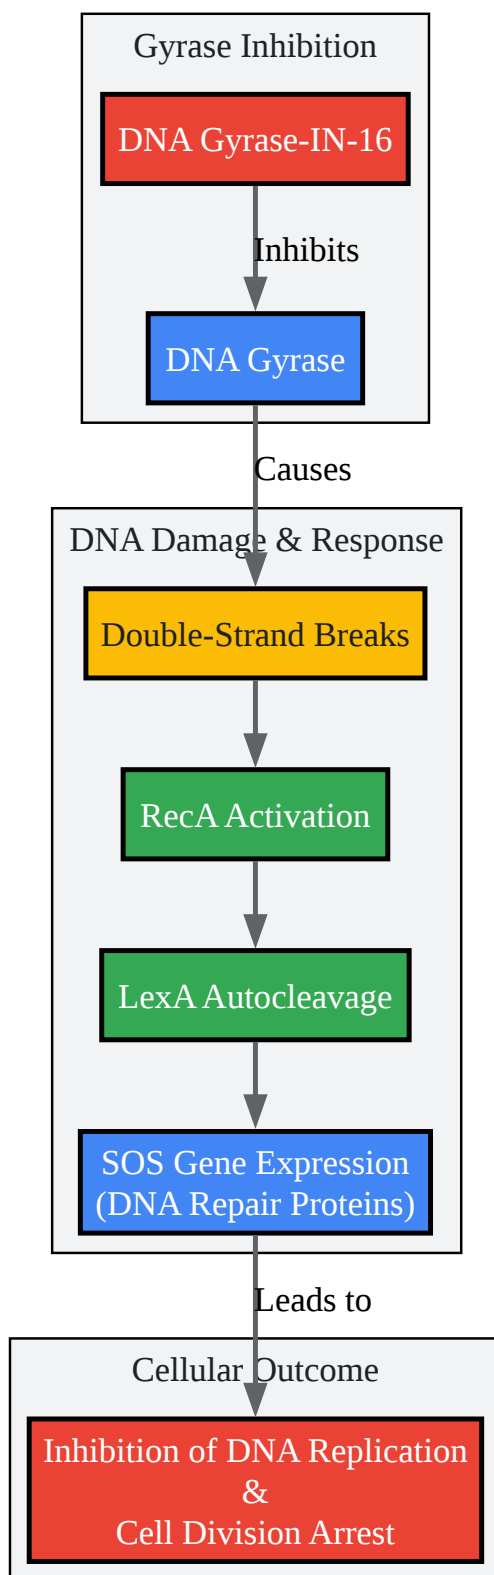 Gyrase Inhibition
DNA Gyrase-IN-16
Inhibits
DNA Gyrase
Causes
DNA Damage & Response
Double-Strand Breaks
RecA Activation
LexA Autocleavage
SOS Gene Expression
(DNA Repair Proteins)
Leads to
Cellular Outcome
Inhibition of DNA Replication
&
Cell Division Arrest